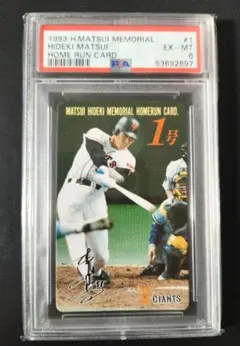 1993 H.MATSUI MEMORIAL #1
HIDEKI MATSUI EX-MT
HOME RUN CARD 6
PSA 53692697
MATSUI HIDEKI MEMORIAL HOMERUN CARD.
1号
GIANTS